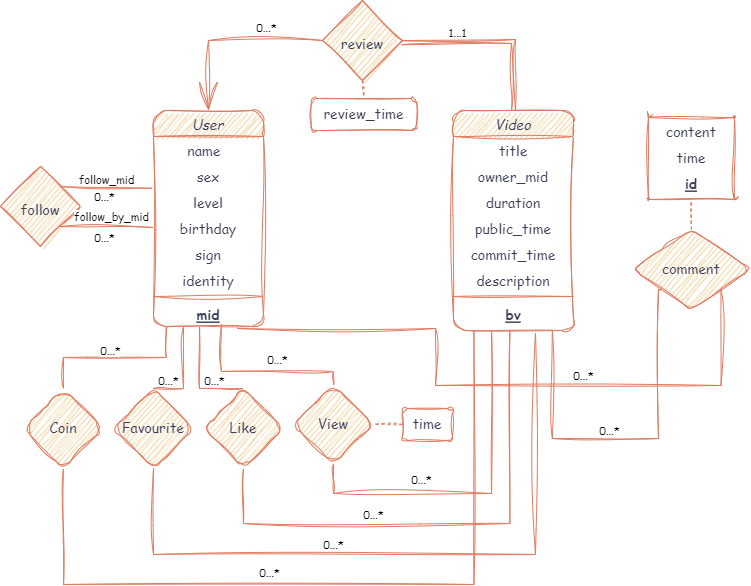 0...*
1...1
review
review_time
User
name
sex
level
birthday
sign
identity
mid
Video
title
owner_mid
duration
public_time
commit_time
description
bv
content
time
id
comment
follow
follow_mid
0...*
follow_by_mid
0...*
0...*
0...*
0...*
0...*
0...*
0...*
Coin
Favourite
Like
View
time
0...*
0...*
0...*
0...*